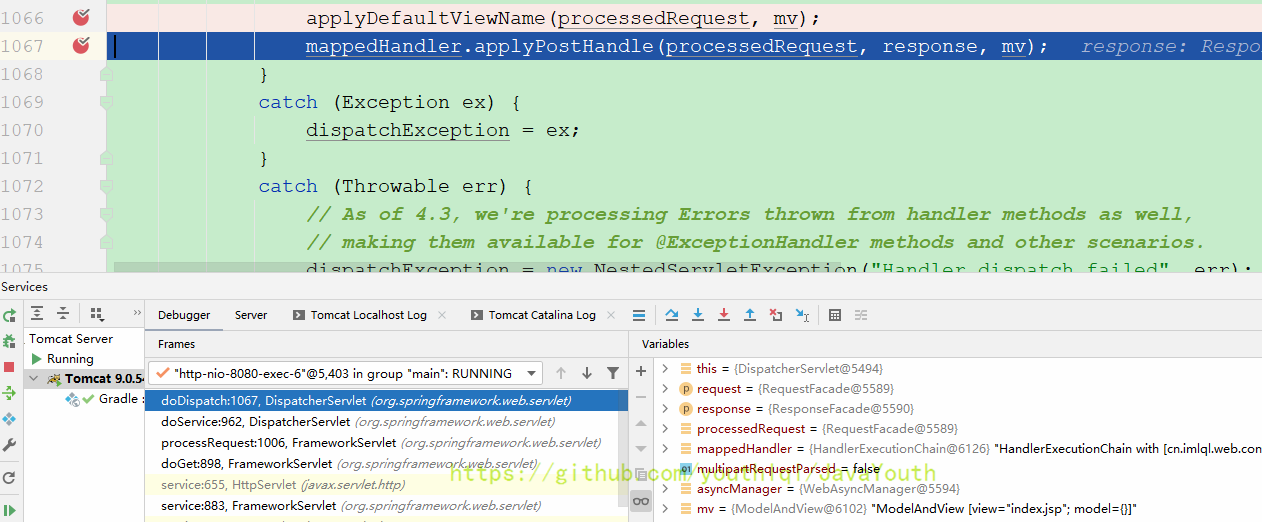 1066 applyDefaultViewName(processedRequest, mv);
1067 mappedHandler.applyPostHandle(processedRequest, response, mv); response: Respo
1068 }
1069 catch (Exception ex) {
1070 dispatchException = ex;
1071 }
1072 catch (Throwable err) {
1073 // As of 4.3, we're processing Errors thrown from handler methods as well,
1074 // making them available for @ExceptionHandler methods and other scenarios.
1075 dispatchException = new NestedServletException("Handler dispatch failed", err);
Services
Debugger Server Tomcat Localhost Log Tomcat Catalina Log
Tomcat Server
Running
Tomcat 9.0.54
Gradle :
Frames
"http-nio-8080-exec-6"@5,403 in group "main": RUNNING
doDispatch:1067, DispatcherServlet (org.springframework.web.servlet)
doService:962, DispatcherServlet (org.springframework.web.servlet)
processRequest:1006, FrameworkServlet (org.springframework.web.servlet)
doGet:898, FrameworkServlet (org.springframework.web.servlet)
service:655, HttpServlet (javax.servlet.http)
service:883, FrameworkServlet (org.springframework.web.servlet)
Variables
this = {DispatcherServlet@5494}
request = {RequestFacade@5589}
response = {ResponseFacade@5590}
processedRequest = {RequestFacade@5589}
mappedHandler = {HandlerExecutionChain@6126} "HandlerExecutionChain with [cn.imlql.web.con
multipartRequestParsed = false
asyncManager = {WebAsyncManager@5594}
mv = {ModelAndView@6102} "ModelAndView [view="index.jsp"; model={}]"
https://github.com/youthlql/JavaYouth